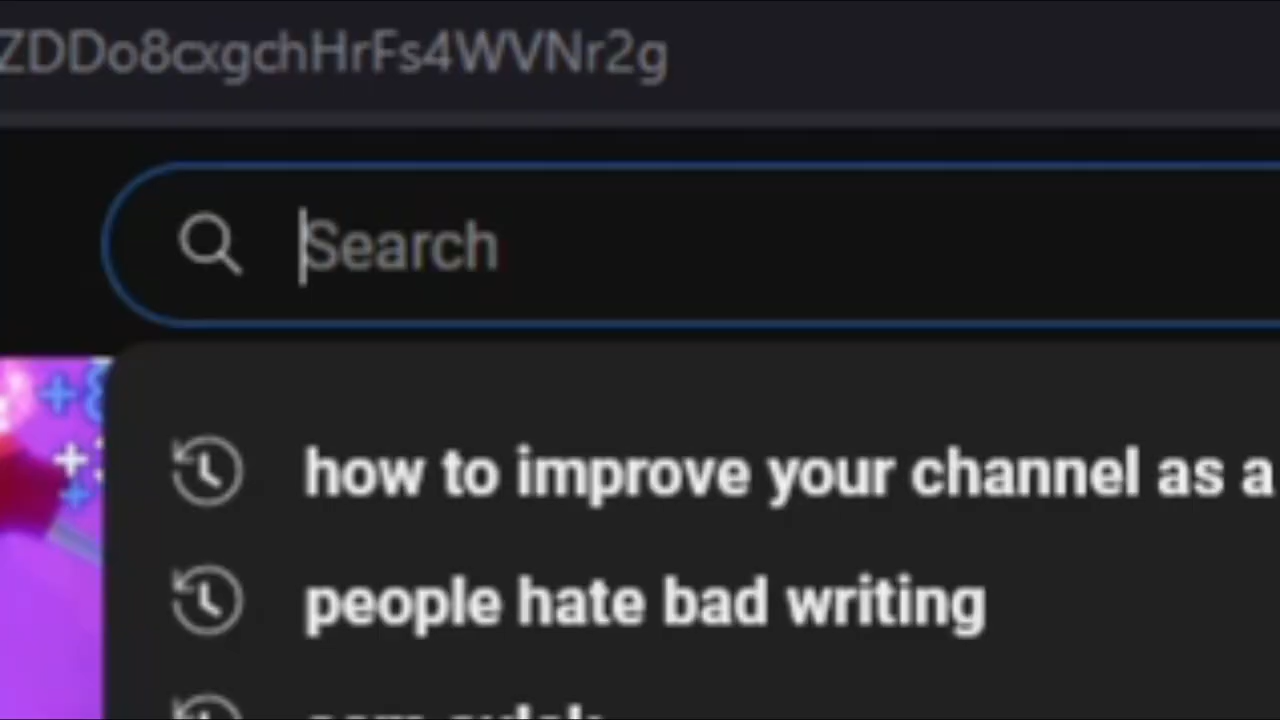 ZDDo8cxgchHrFs4WVNr2g
Search
how to improve your channel as a
people hate bad writing